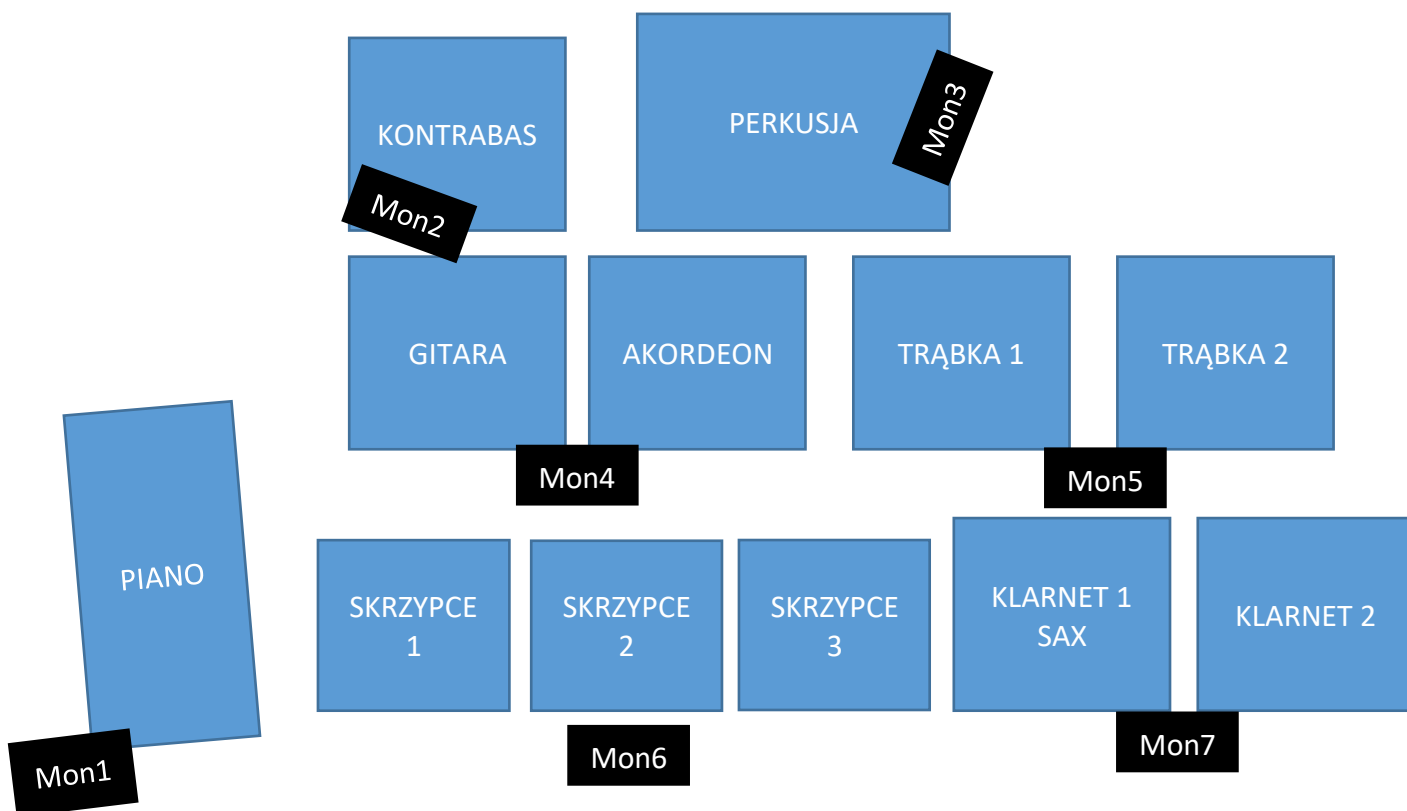 KONTRABAS
PERKUSJA
Mon3
Mon2
GITARA
AKORDEON
TRĄBKA 1
TRĄBKA 2
Mon4
Mon5
PIANO
SKRZYPCE
1
SKRZYPCE
2
SKRZYPCE
3
KLARNET 1
SAX
KLARNET 2
Mon1
Mon6
Mon7